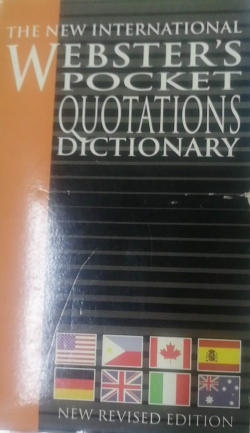 THE NEW INTERNATIONAL
WEBSTER'S
POCKET
QUOTATIONS
DICTIONARY
NEW REVISED EDITION